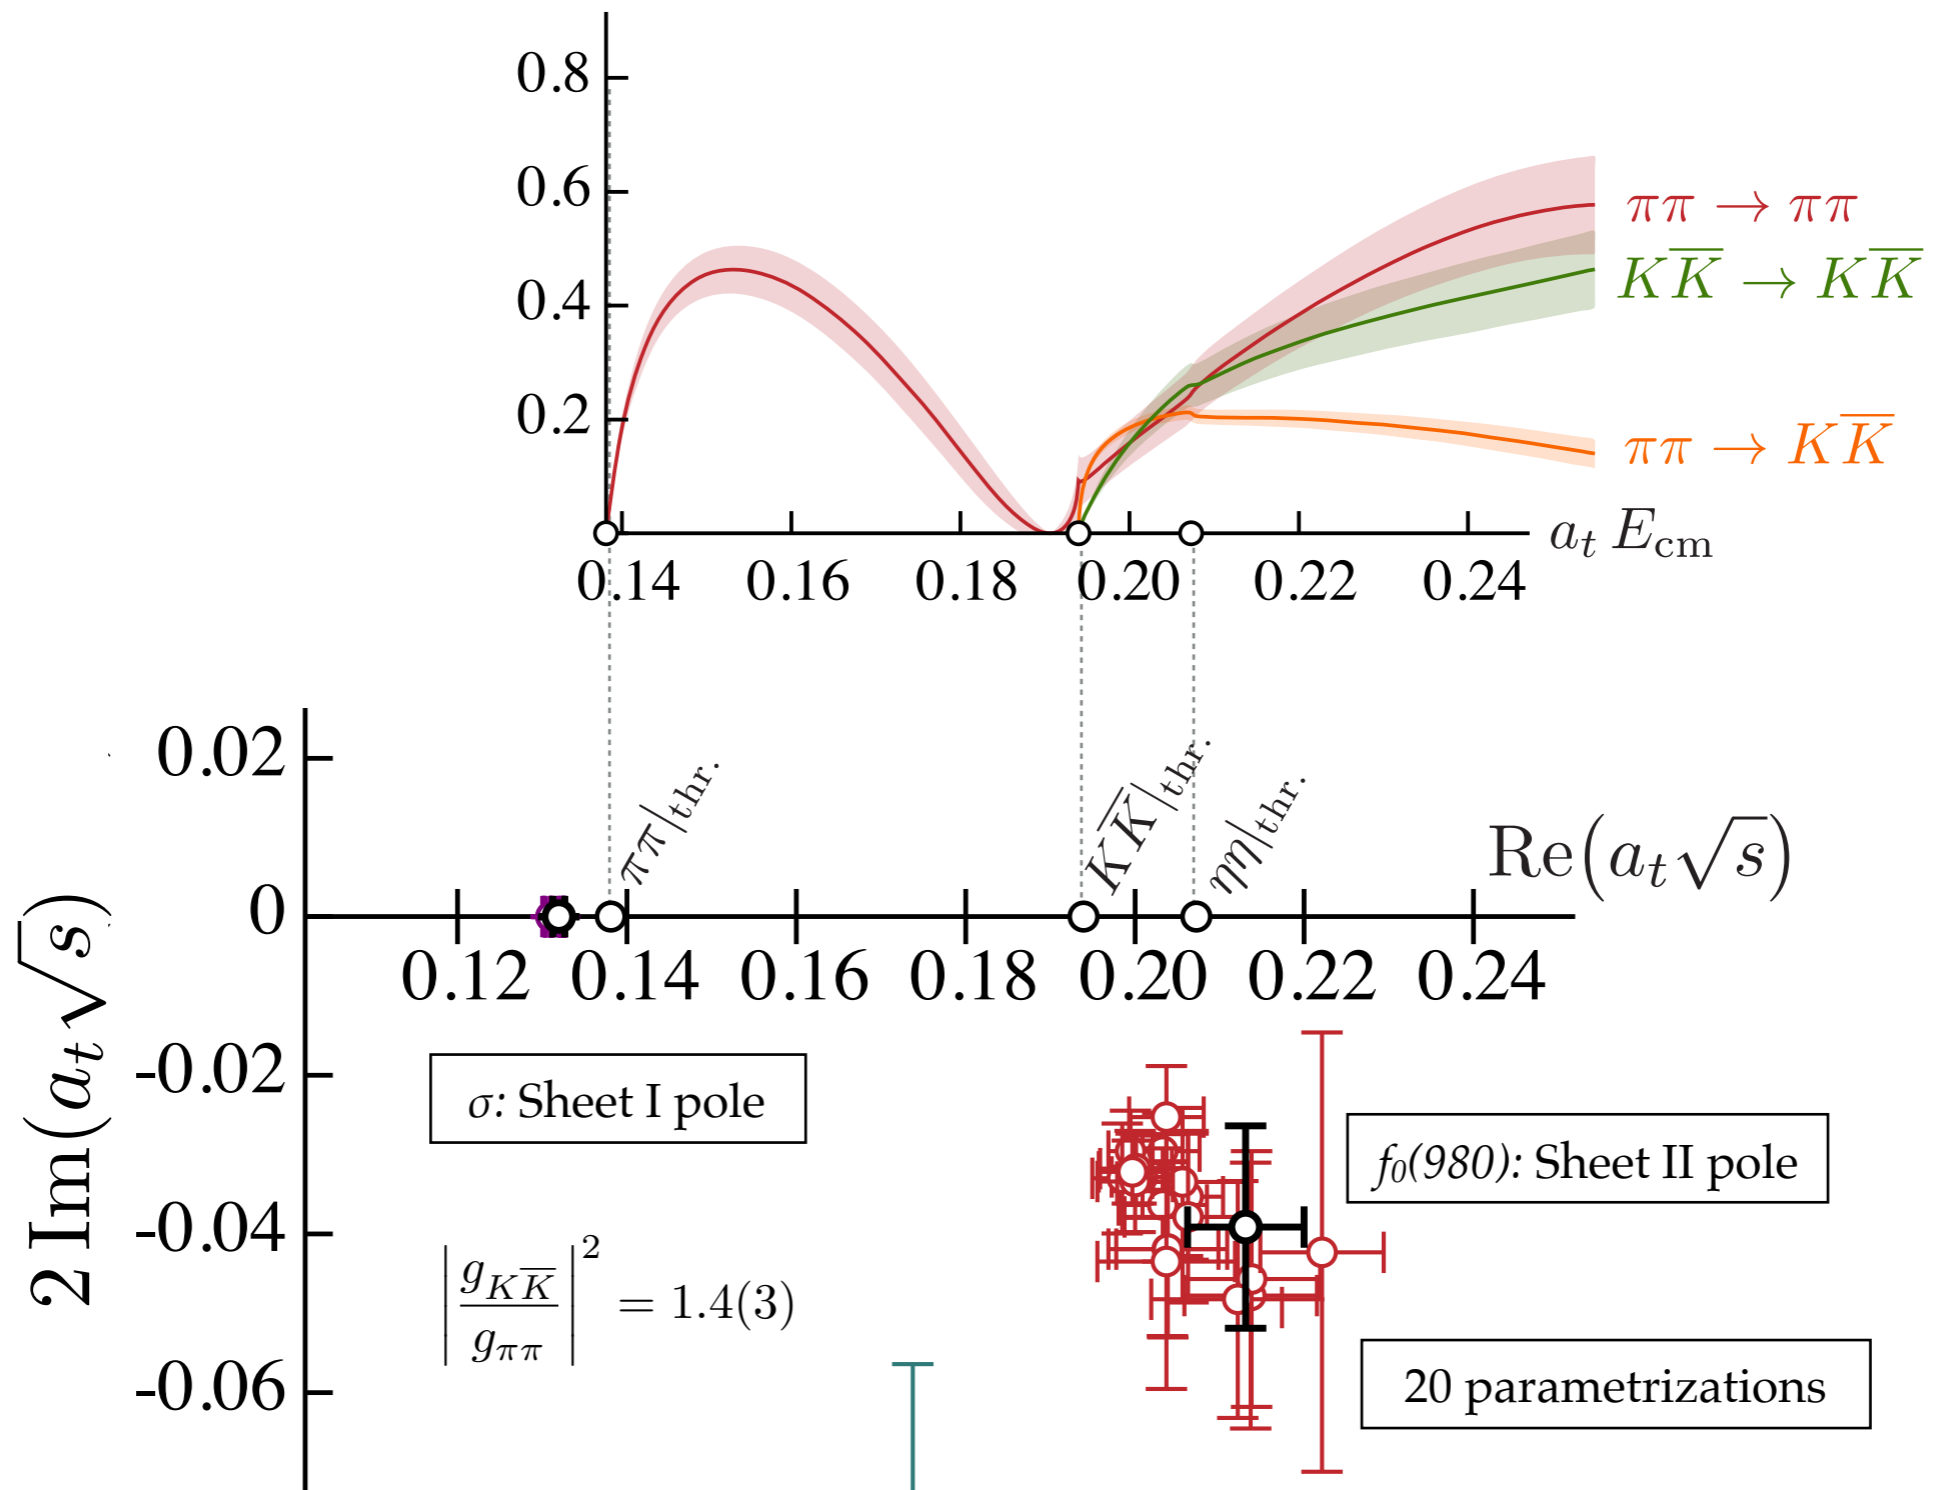 0.8
0.6
0.4
0.2
ππ → ππ
KK̅ → KK̅
ππ → KK̅
a_t E_cm
0.14 0.16 0.18 0.20 0.22 0.24
ππ|thr.
KK̅|thr.
ηη|thr.
Re(a_t√s)
2 Im(a_t√s)
0.02
0
-0.02
-0.04
-0.06
0.12 0.14 0.16 0.18 0.20 0.22 0.24
σ: Sheet I pole
f₀(980): Sheet II pole
|g_KK̅ / g_ππ|² = 1.4(3)
20 parametrizations